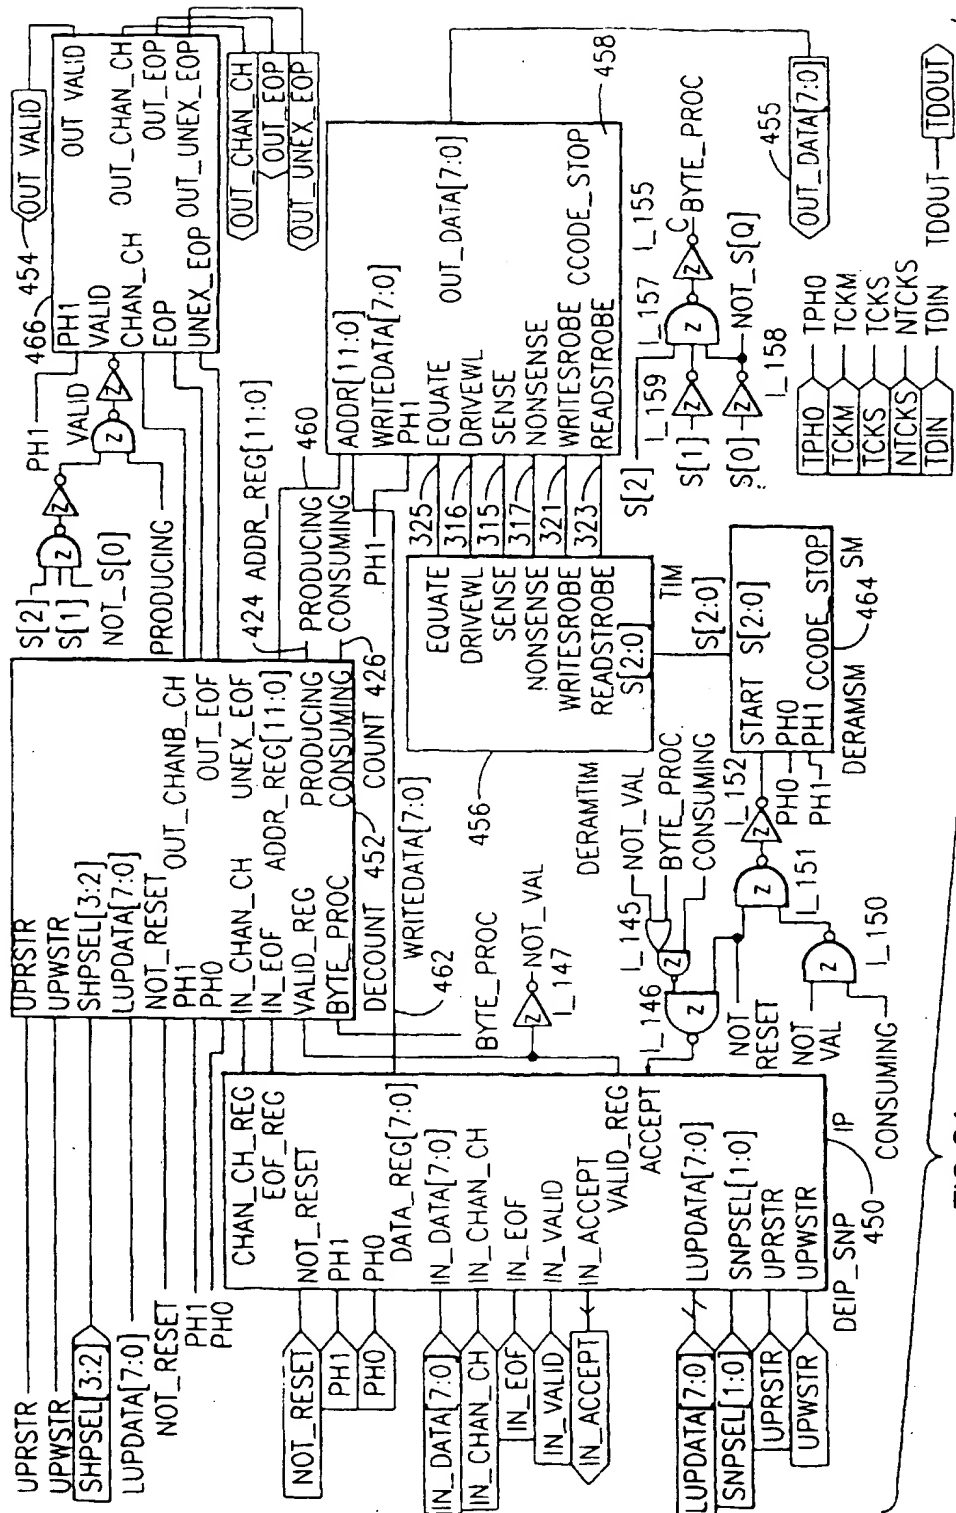 UPRSTR
UPWSTR
SHPSEL[3:2]
LUPDATA[7:0]
NOT_RESET
PH1
PH0
UPRSTR
UPWSTR
SHPSEL[3:2]
LUPDATA[7:0]
NOT_RESET
PH1
PH0
IN_CHAN_CH
IN_EOF
VALID_REG
BYTE_PROC
OUT_CHANB_CH
OUT_EOF
UNEX_EOF
ADDR_REG[11:0]
PRODUCING
CONSUMING
DECOUNT
452
COUNT
426
WRITEDATA[7:0]
462
BYTE_PROC
424
ADDR_REG[11:0]
PRODUCING
CONSUMING
460
S[2]
S[1]
NOT_S[0]
PRODUCING
Z
Z
Z
Z
VALID
PH1
466
454
OUT VALID
PH1
VALID
CHAN_CH
EOP
UNEX_EOP
OUT VALID
OUT_CHAN_CH
OUT_EOP
OUT_UNEX_EOP
OUT_CHAN_CH
OUT_EOP
OUT_UNEX_EOP
NOT_RESET
PH1
PH0
IN_DATA[7:0]
IN_CHAN_CH
IN_EOF
IN_VALID
IN_ACCEPT
LUPDATA[7:0]
SNPSEL[1:0]
UPRSTR
UPWSTR
CHAN_CH_REG
EOF_REG
NOT_RESET
PH1
PH0
DATA_REG[7:0]
IN_DATA[7:0]
IN_CHAN_CH
IN_EOF
IN_VALID
IN_ACCEPT
VALID_REG
ACCEPT
LUPDATA[7:0]
SNPSEL[1:0]
UPRSTR
UPWSTR
DEIP_SNP
IP
450
Z
NOT_VAL
I_147
I_146
I_145
Z
Z
NOT_VAL
BYTE_PROC
CONSUMING
NOT
RESET
NOT
VAL
CONSUMING
Z
I_150
Z
I_151
Z
I_152
START
S[2:0]
PH0
PH1
CCODE_STOP
PH0
PH1
DERAMSM
SM
464
EQUATE
DRIVEWL
SENSE
NONSENSE
WRITESROBE
READSTROBE
S[2:0]
DERAMTIM
TIM
456
S[2:0]
325
316
315
317
321
323
PH1
ADDR[11:0]
WRITEDATA[7:0]
PH1
EQUATE
DRIVEWL
SENSE
NONSENSE
WRITESROBE
READSTROBE
OUT_DATA[7:0]
CCODE_STOP
458
S[2]
S[1]
S[0]
I_159
Z
Z
I_158
I_157
Z
NOT_S[Q]
Z
I_155
C
BYTE_PROC
455
OUT_DATA[7:0]
TPH0
TPH0
TCKM
TCKM
TCKS
TCKS
NTCKS
NTCKS
TDIN
TDIN
TDOUT
TDOUT